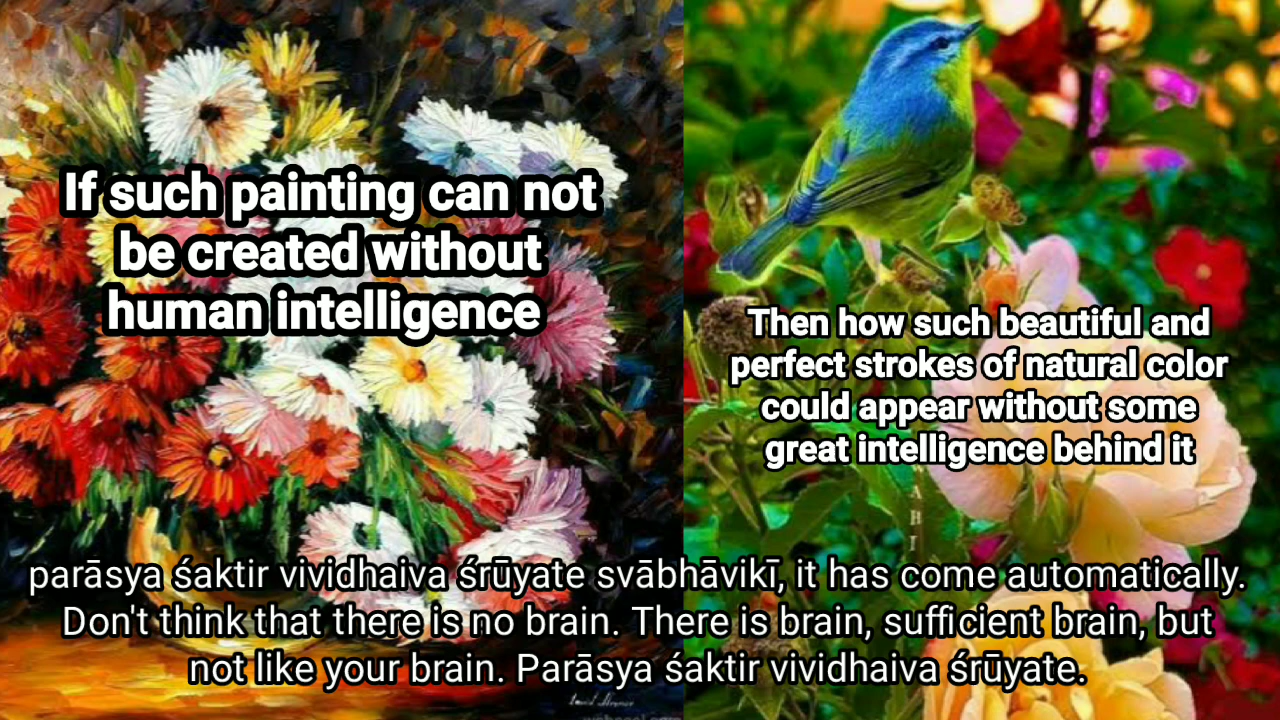 If such painting can not
be created without
human intelligence
Then how such beautiful and
perfect strokes of natural color
could appear without some
great intelligence behind it
parāsya śaktir vividhaiva śrūyate svābhāvikī, it has come automatically.
Don't think that there is no brain. There is brain, sufficient brain, but
not like your brain. Parāsya śaktir vividhaiva śrūyate.